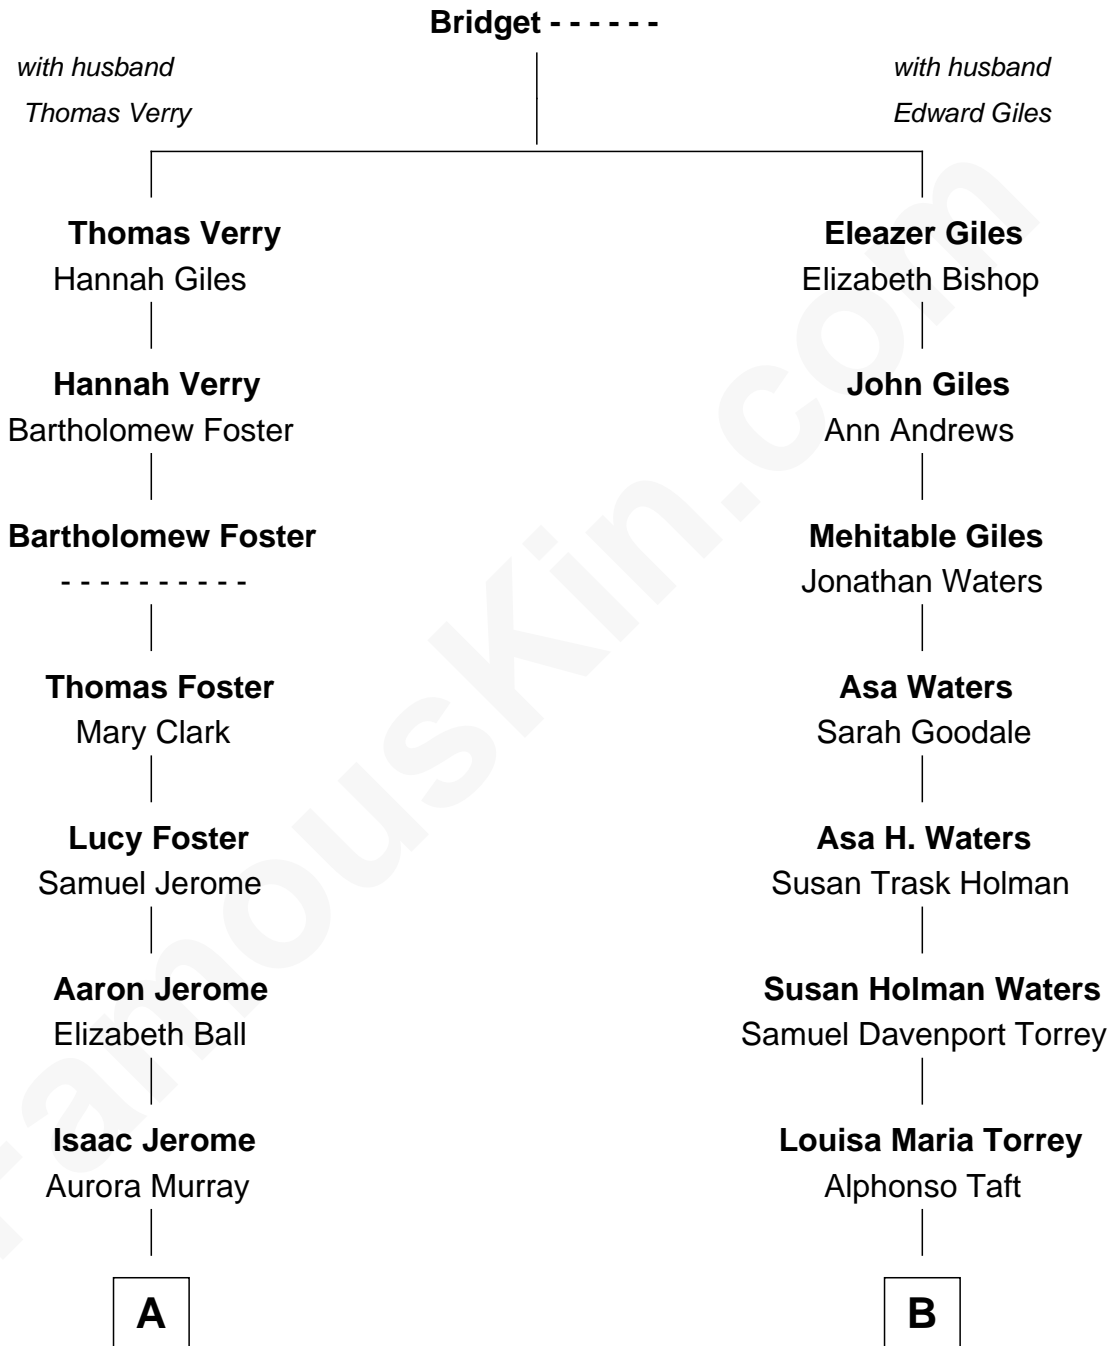 Bridget - - - - - -
with husband
Thomas Verry
with husband
Edward Giles
Thomas Verry
Hannah Giles
Hannah Verry
Bartholomew Foster
Bartholomew Foster
- - - - - - - - - -
Thomas Foster
Mary Clark
Lucy Foster
Samuel Jerome
Aaron Jerome
Elizabeth Ball
Isaac Jerome
Aurora Murray
A
Eleazer Giles
Elizabeth Bishop
John Giles
Ann Andrews
Mehitable Giles
Jonathan Waters
Asa Waters
Sarah Goodale
Asa H. Waters
Susan Trask Holman
Susan Holman Waters
Samuel Davenport Torrey
Louisa Maria Torrey
Alphonso Taft
B
FamousKin.com